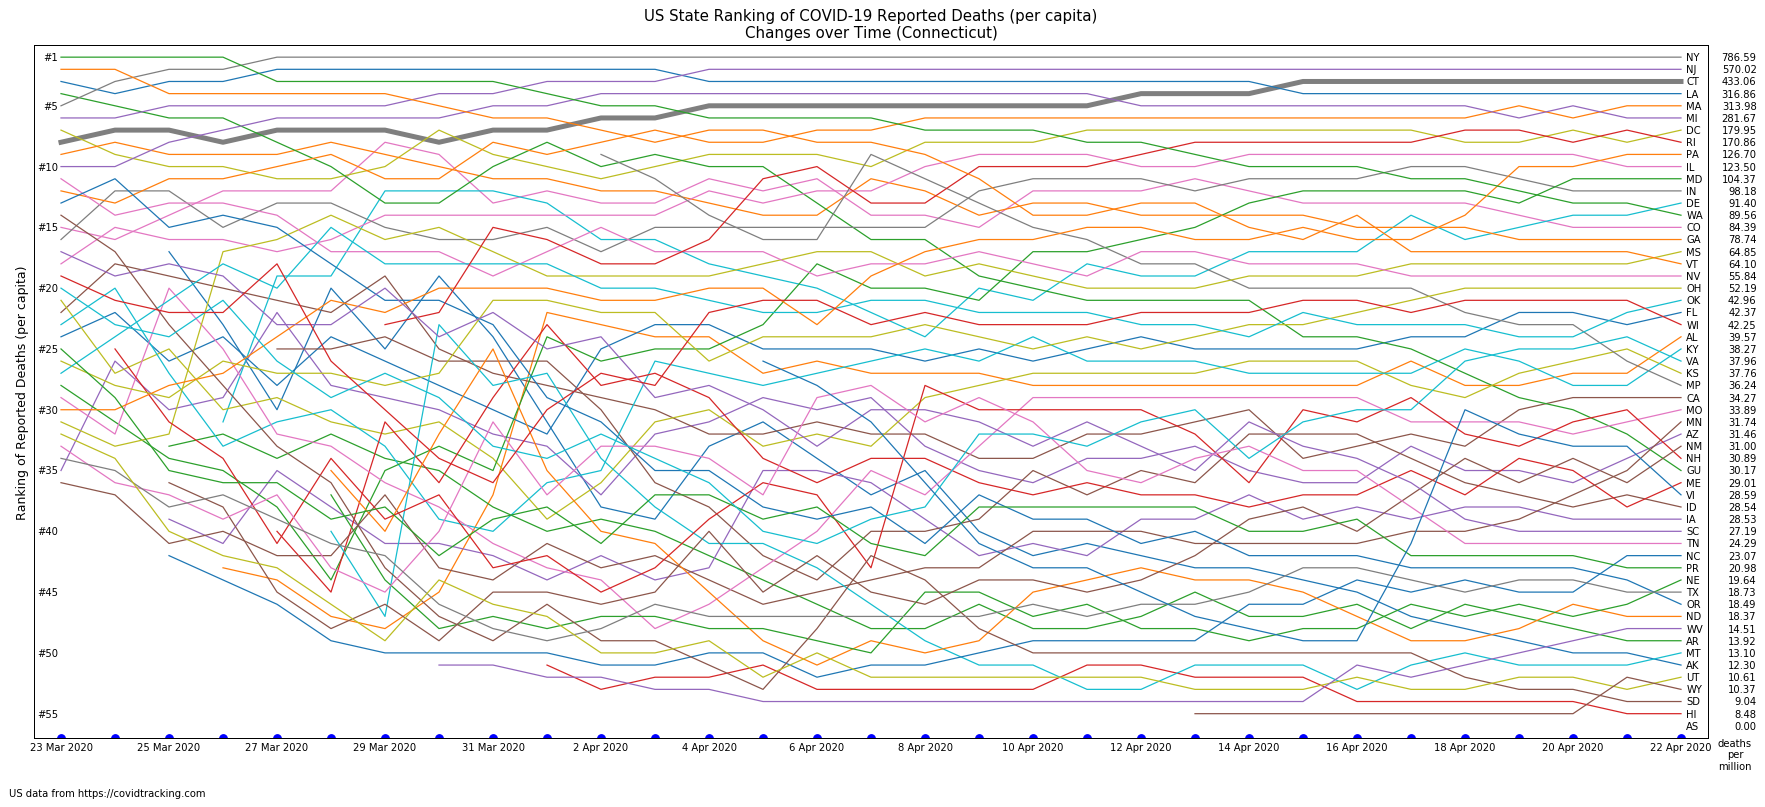 US State Ranking of COVID-19 Reported Deaths (per capita)
Changes over Time (Connecticut)
Ranking of Reported Deaths (per capita)
#1
#5
#10
#15
#20
#25
#30
#35
#40
#45
#50
#55
NY 786.59
NJ 570.02
CT 433.06
LA 316.86
MA 313.98
MI 281.67
DC 179.95
RI 170.86
PA 126.70
IL 123.50
MD 104.37
IN 98.18
DE 91.40
WA 89.56
CO 84.39
GA 78.74
MS 64.85
VT 64.10
NV 55.84
OH 52.19
OK 42.96
FL 42.37
WI 42.25
AL 39.57
KY 38.27
VA 37.96
KS 37.76
MP 36.24
CA 34.27
MO 33.89
MN 31.74
AZ 31.46
NM 31.00
NH 30.89
GU 30.17
ME 29.01
VI 28.59
ID 28.54
IA 28.53
SC 27.19
TN 24.29
NC 23.07
PR 20.98
NE 19.64
TX 18.73
OR 18.49
ND 18.37
WV 14.51
AR 13.92
MT 13.10
AK 12.30
UT 10.61
WY 10.37
SD 9.04
HI 8.48
AS 0.00
23 Mar 2020 25 Mar 2020 27 Mar 2020 29 Mar 2020 31 Mar 2020 2 Apr 2020 4 Apr 2020 6 Apr 2020 8 Apr 2020 10 Apr 2020 12 Apr 2020 14 Apr 2020 16 Apr 2020 18 Apr 2020 20 Apr 2020 22 Apr 2020
deaths
per
million
US data from https://covidtracking.com